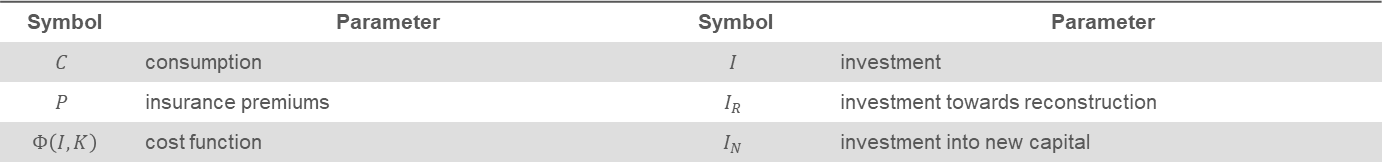 Symbol Parameter Symbol Parameter
C consumption I investment
P insurance premiums I_R investment towards reconstruction
Φ(I, K) cost function I_N investment into new capital